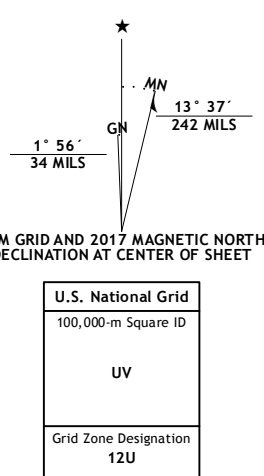 MN
GN
13° 37´
242 MILS
1° 56´
34 MILS
M GRID AND 2017 MAGNETIC NORTH
DECLINATION AT CENTER OF SHEET
U.S. National Grid
100,000-m Square ID
UV
Grid Zone Designation
12U